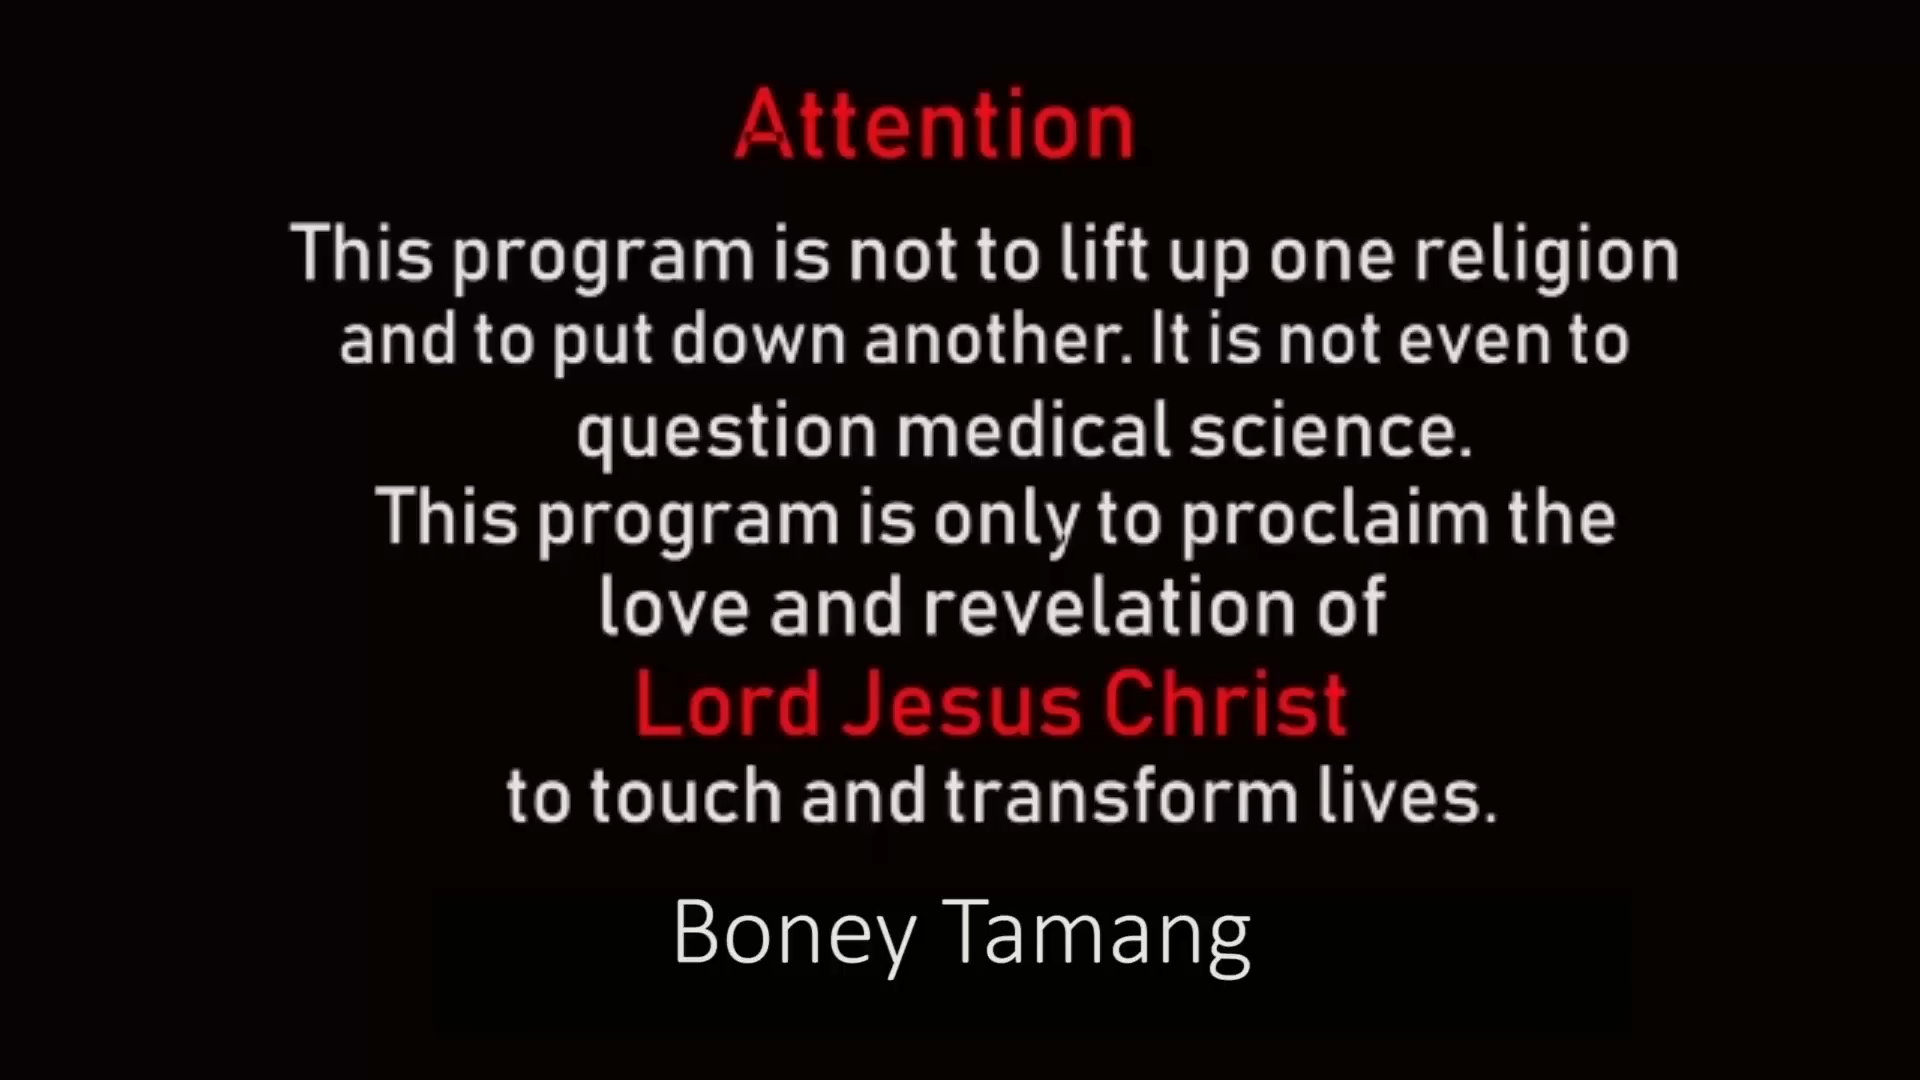 Attention
This program is not to lift up one religion
and to put down another. It is not even to
question medical science.
This program is only to proclaim the
love and revelation of
Lord Jesus Christ
to touch and transform lives.
Boney Tamang